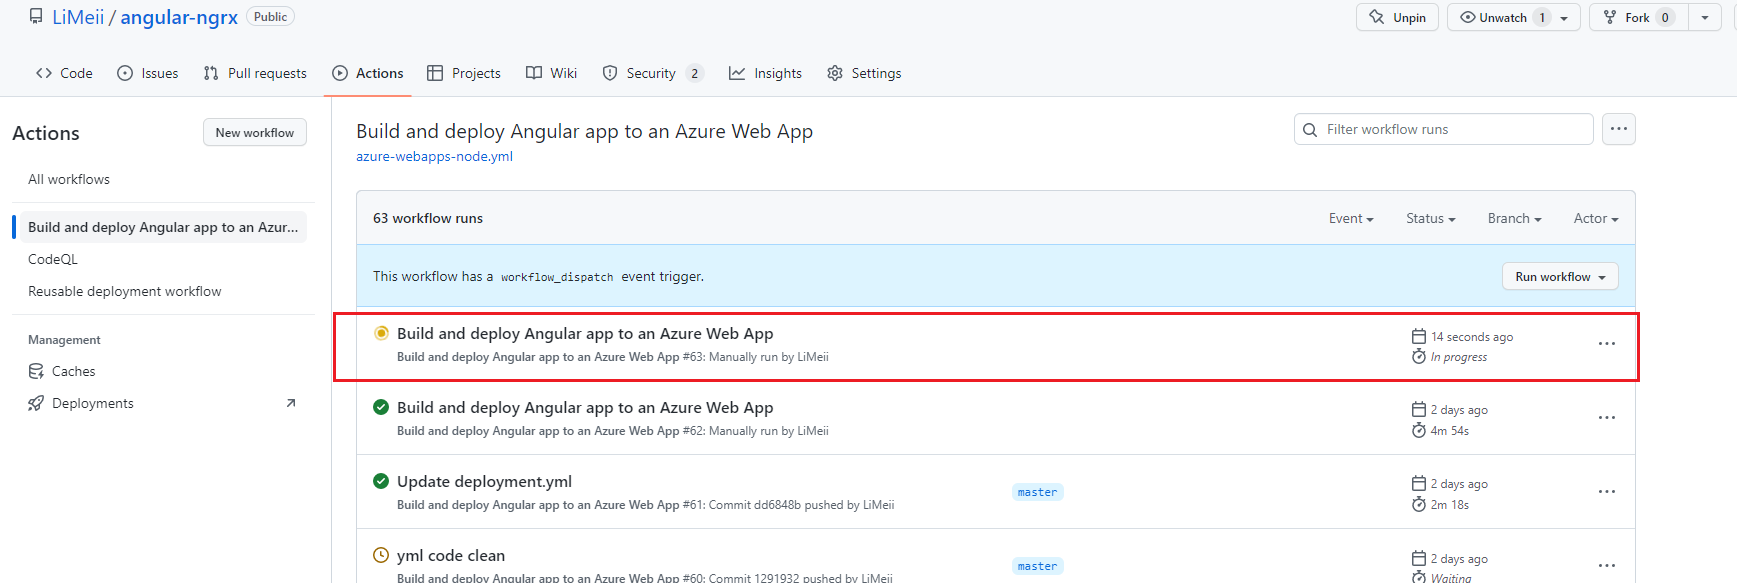 LiMeii / angular-ngrx Public
Unpin Unwatch 1 Fork 0
Code Issues Pull requests Actions Projects Wiki Security 2 Insights Settings
Actions
New workflow
All workflows
Build and deploy Angular app to an Azur...
CodeQL
Reusable deployment workflow
Management
Caches
Deployments
Build and deploy Angular app to an Azure Web App
azure-webapps-node.yml
Filter workflow runs
63 workflow runs
Event Status Branch Actor
This workflow has a workflow_dispatch event trigger.
Run workflow
Build and deploy Angular app to an Azure Web App
Build and deploy Angular app to an Azure Web App #63: Manually run by LiMeii
14 seconds ago
In progress
Build and deploy Angular app to an Azure Web App
Build and deploy Angular app to an Azure Web App #62: Manually run by LiMeii
2 days ago
4m 54s
Update deployment.yml
Build and deploy Angular app to an Azure Web App #61: Commit dd6848b pushed by LiMeii
master
2 days ago
2m 18s
yml code clean
Build and deploy Angular app to an Azure Web App #60: Commit 1291932 pushed by LiMeii
master
2 days ago
Waiting